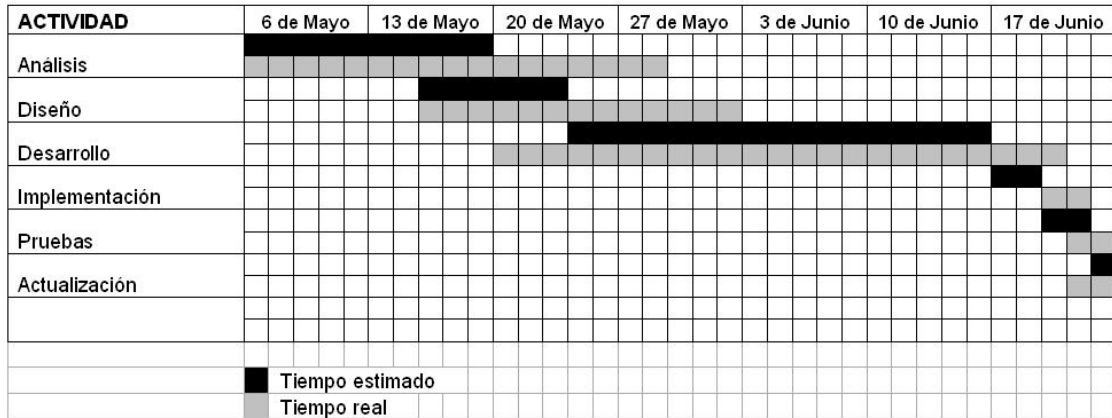 ACTIVIDAD 6 de Mayo 13 de Mayo 20 de Mayo 27 de Mayo 3 de Junio 10 de Junio 17 de Junio
Análisis
Diseño
Desarrollo
Implementación
Pruebas
Actualización
Tiempo estimado
Tiempo real